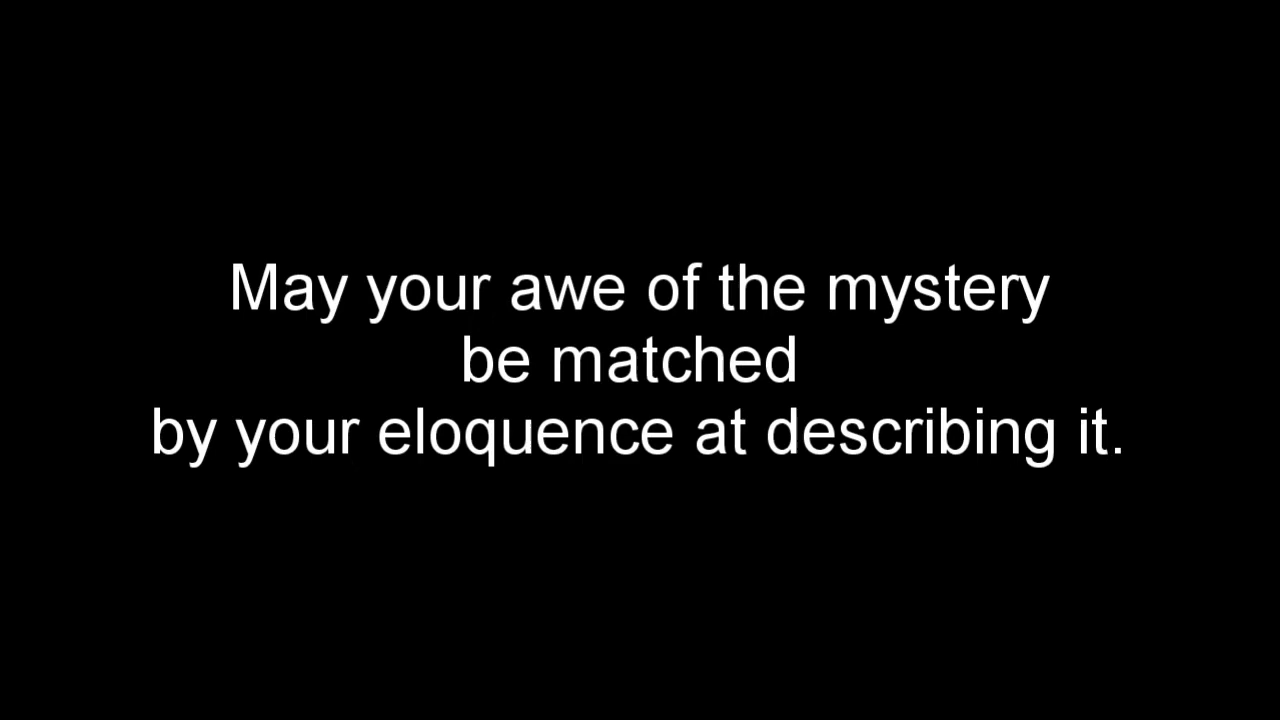 May your awe of the mystery
be matched
by your eloquence at describing it.